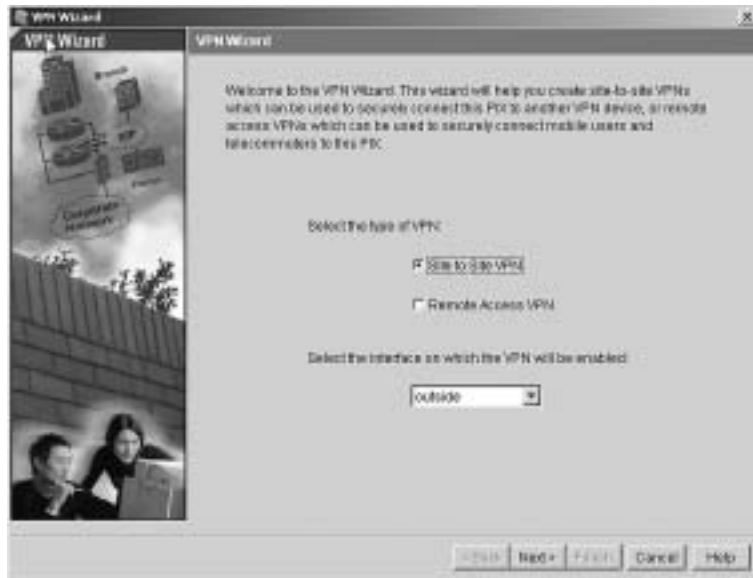 VPN Wizard
VPN Wizard
VPN Wizard
Welcome to the VPN Wizard. This wizard will help you create site-to-site VPNs
which can be used to securely connect this PIX to another VPN device, or remote
access VPNs which can be used to securely connect mobile users and
telecommuters to this PIX.
Corporate
Network
Select the type of VPN:
Site to Site VPN
Remote Access VPN
Select the interface on which the VPN will be enabled:
outside
< Back Next > Finish Cancel Help